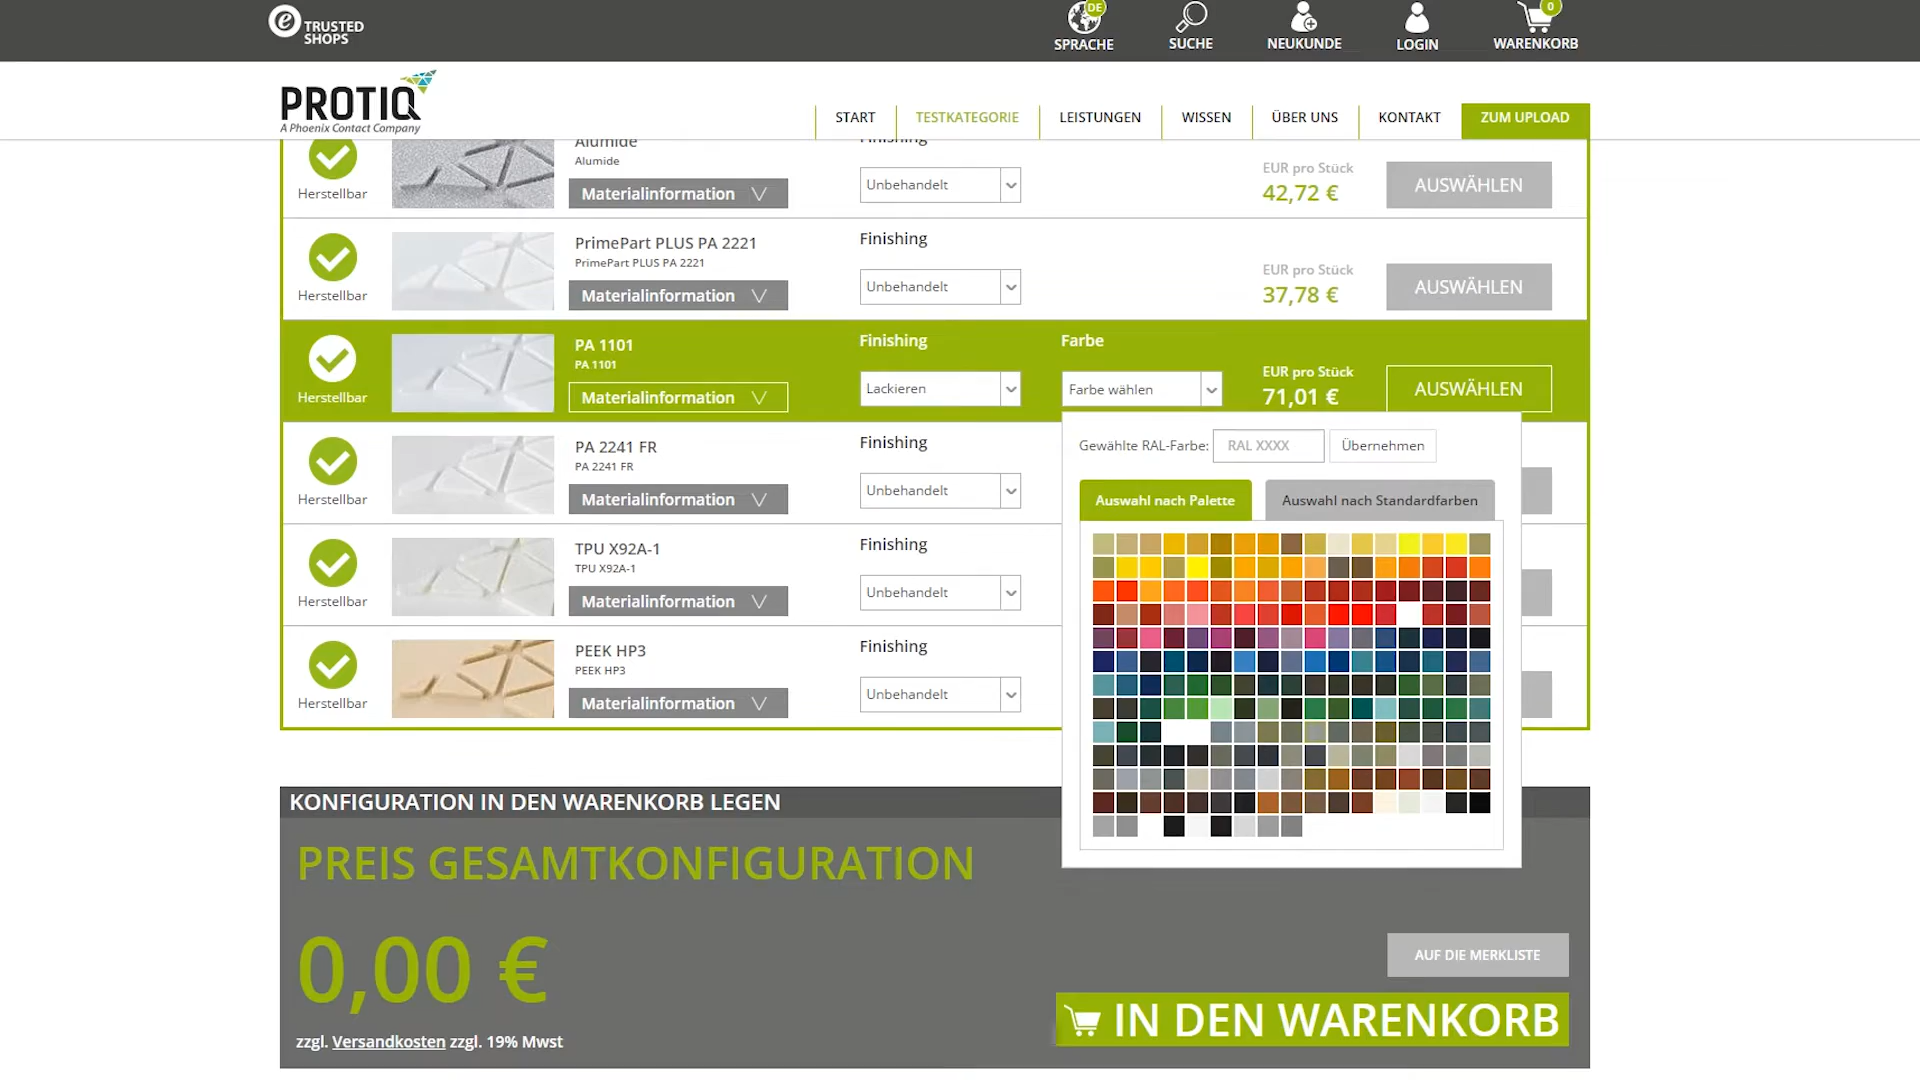 e TRUSTED
SHOPS
DE
SPRACHE
SUCHE
NEUKUNDE
LOGIN
0
WARENKORB
PROTIQ
A Phoenix Contact Company
START
TESTKATEGORIE
LEISTUNGEN
WISSEN
ÜBER UNS
KONTAKT
ZUM UPLOAD
Alumide
Alumide
Materialinformation
Herstellbar
Finishing
Unbehandelt
EUR pro Stück
42,72 €
AUSWÄHLEN
PrimePart PLUS PA 2221
PrimePart PLUS PA 2221
Materialinformation
Herstellbar
Finishing
Unbehandelt
EUR pro Stück
37,78 €
AUSWÄHLEN
PA 1101
PA 1101
Materialinformation
Herstellbar
Finishing
Lackieren
Farbe
Farbe wählen
EUR pro Stück
71,01 €
AUSWÄHLEN
PA 2241 FR
PA 2241 FR
Materialinformation
Herstellbar
Finishing
Unbehandelt
Gewählte RAL-Farbe: RAL XXXX Übernehmen
Auswahl nach Palette
Auswahl nach Standardfarben
TPU X92A-1
TPU X92A-1
Materialinformation
Herstellbar
Finishing
Unbehandelt
PEEK HP3
PEEK HP3
Materialinformation
Herstellbar
Finishing
Unbehandelt
KONFIGURATION IN DEN WARENKORB LEGEN
PREIS GESAMTKONFIGURATION
0,00 €
zzgl. Versandkosten zzgl. 19% Mwst
AUF DIE MERKLISTE
IN DEN WARENKORB